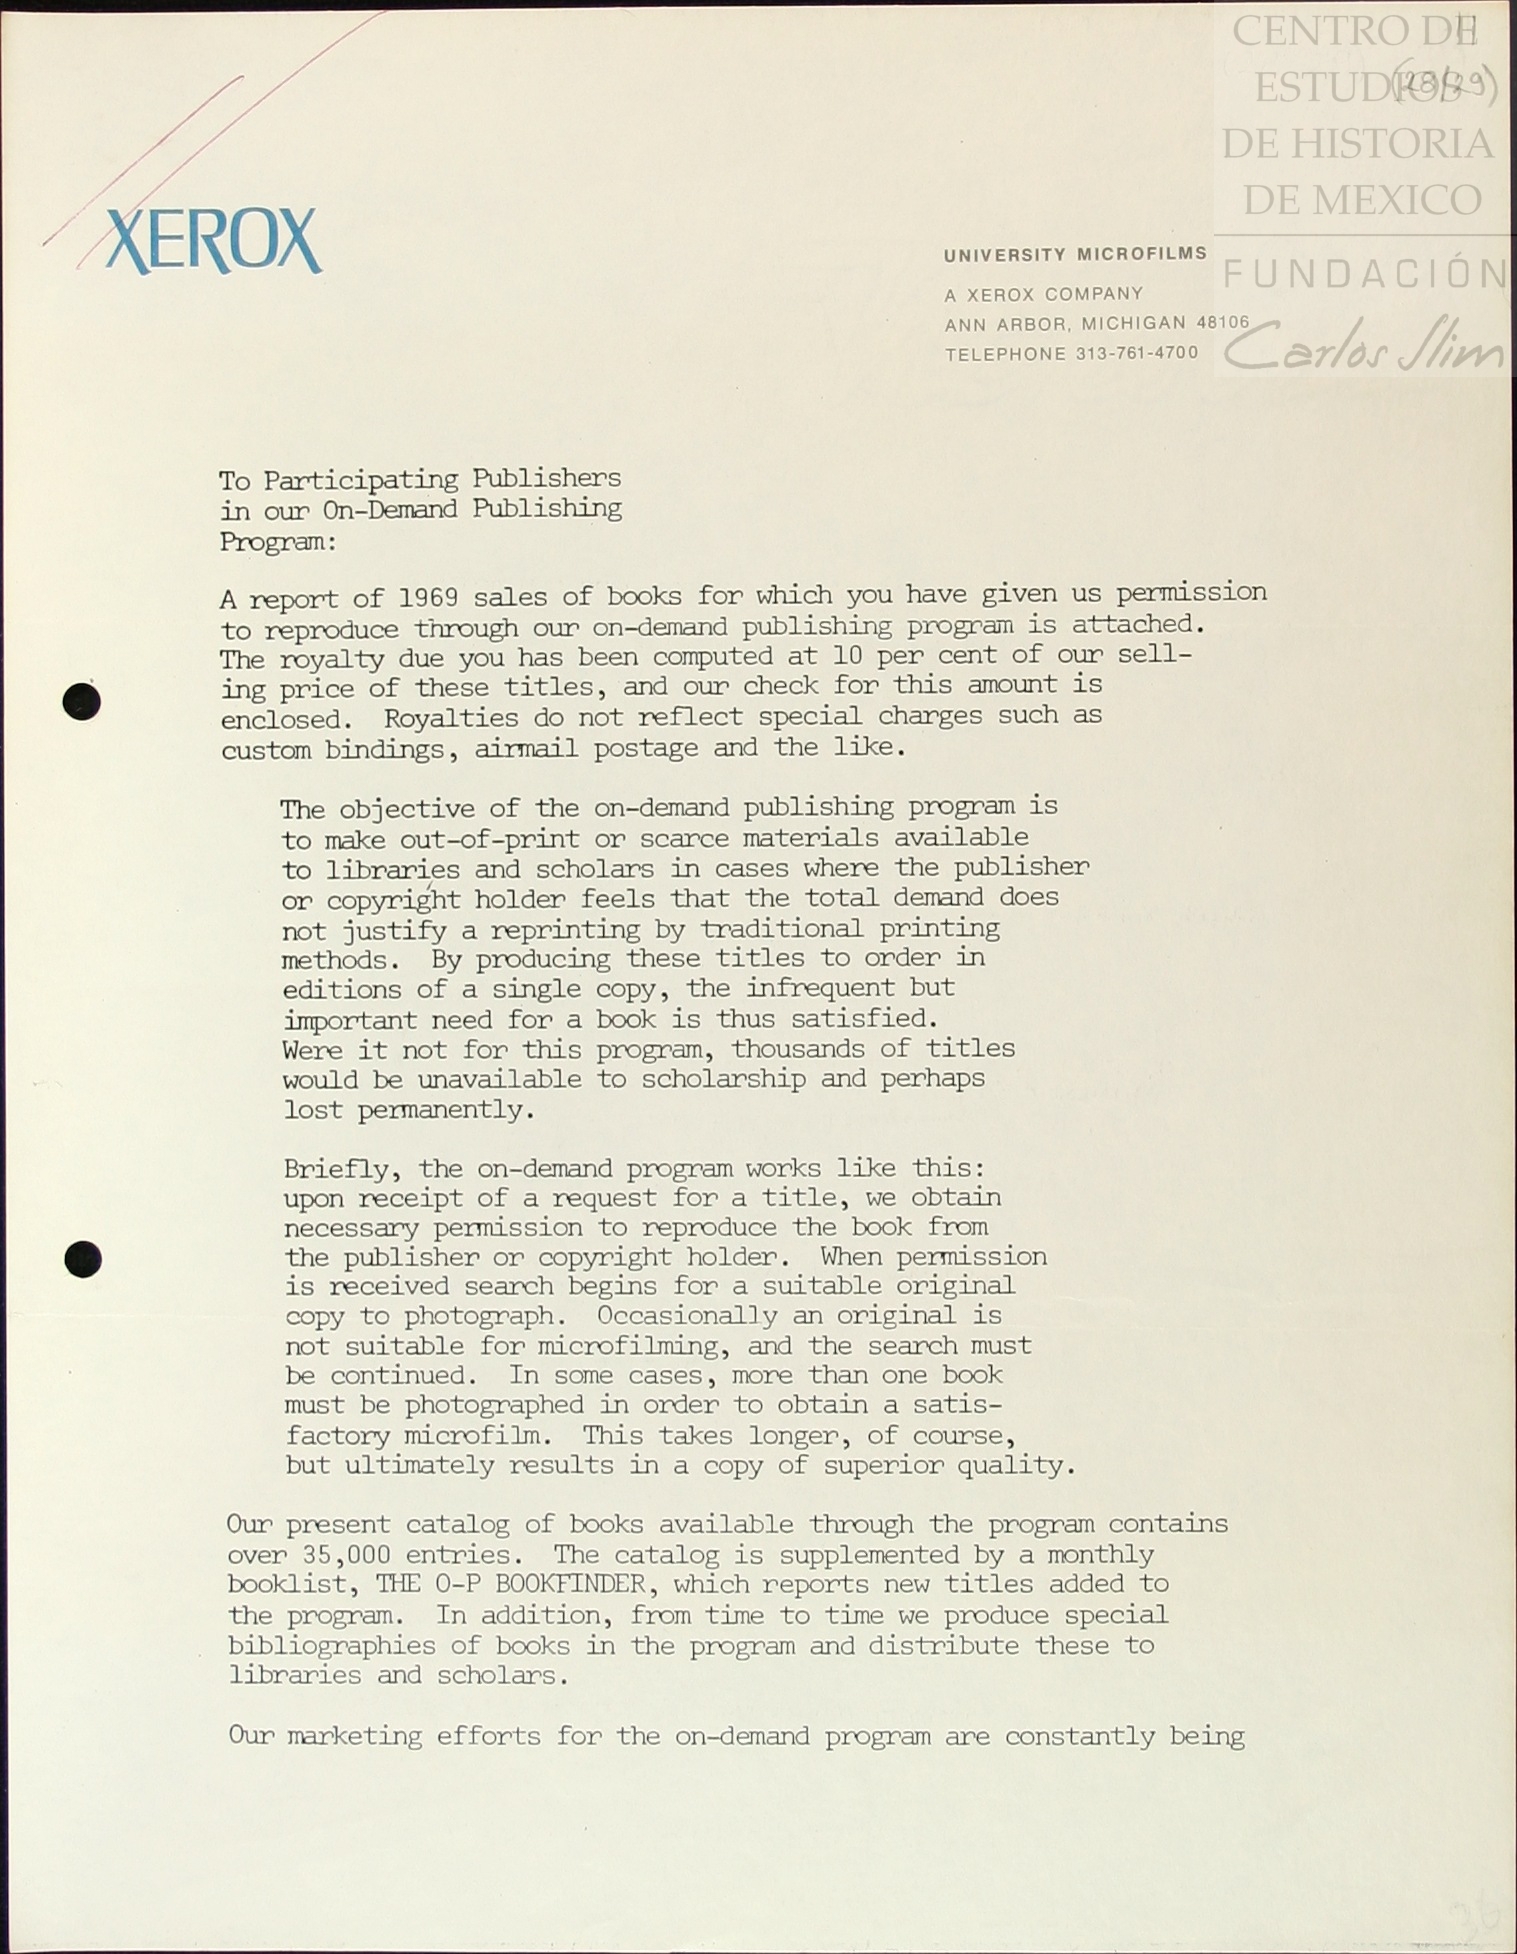 CENTRO DE
ESTUDIOS
DE HISTORIA
DE MEXICO
FUNDACIÓN
Carlos Slim
11
(28/29)
XEROX
UNIVERSITY MICROFILMS
A XEROX COMPANY
ANN ARBOR, MICHIGAN 48106
TELEPHONE 313-761-4700
To Participating Publishers
in our On-Demand Publishing
Program:
A report of 1969 sales of books for which you have given us permission
to reproduce through our on-demand publishing program is attached.
The royalty due you has been computed at 10 per cent of our sell-
ing price of these titles, and our check for this amount is
enclosed. Royalties do not reflect special charges such as
custom bindings, airmail postage and the like.
The objective of the on-demand publishing program is
to make out-of-print or scarce materials available
to libraries and scholars in cases where the publisher
or copyright holder feels that the total demand does
not justify a reprinting by traditional printing
methods. By producing these titles to order in
editions of a single copy, the infrequent but
important need for a book is thus satisfied.
Were it not for this program, thousands of titles
would be unavailable to scholarship and perhaps
lost permanently.
Briefly, the on-demand program works like this:
upon receipt of a request for a title, we obtain
necessary permission to reproduce the book from
the publisher or copyright holder. When permission
is received search begins for a suitable original
copy to photograph. Occasionally an original is
not suitable for microfilming, and the search must
be continued. In some cases, more than one book
must be photographed in order to obtain a satis-
factory microfilm. This takes longer, of course,
but ultimately results in a copy of superior quality.
Our present catalog of books available through the program contains
over 35,000 entries. The catalog is supplemented by a monthly
booklist, THE O-P BOOKFINDER, which reports new titles added to
the program. In addition, from time to time we produce special
bibliographies of books in the program and distribute these to
libraries and scholars.
Our marketing efforts for the on-demand program are constantly being